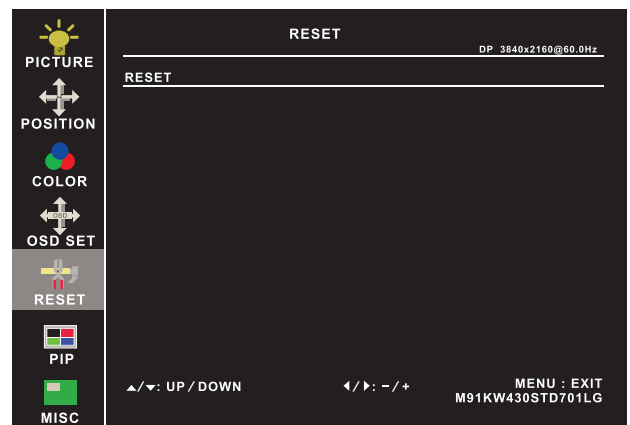 PICTURE
POSITION
COLOR
OSD
OSD SET
RESET
PIP
MISC
RESET
DP 3840x2160@60.0Hz
RESET
▲/▼: UP / DOWN
◀/▶: - / +
MENU : EXIT
M91KW430STD701LG